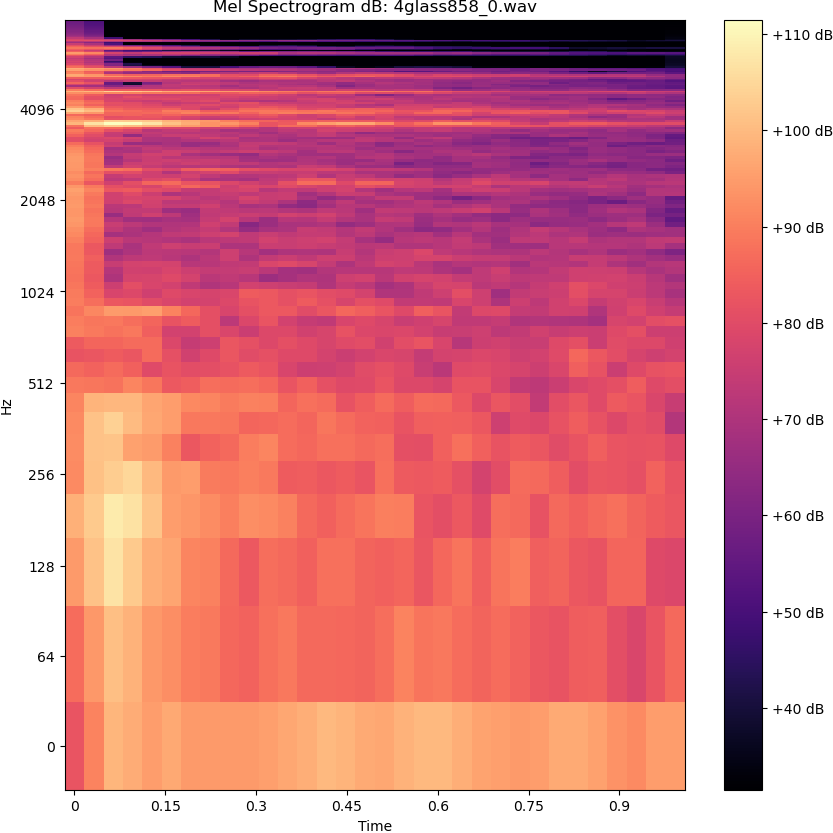 Mel Spectrogram dB: 4glass858_0.wav
4096
2048
1024
512
256
128
64
0
Hz
0
0.15
0.3
0.45
0.6
0.75
0.9
Time
+110 dB
+100 dB
+90 dB
+80 dB
+70 dB
+60 dB
+50 dB
+40 dB